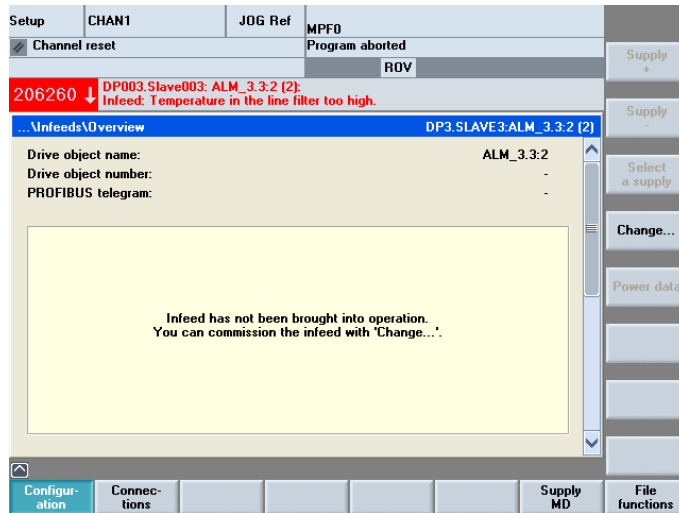 Setup
CHAN1
JOG Ref
MPF0
Channel reset
Program aborted
ROV
206260
DP003.Slave003: ALM_3.3:2 (2):
Infeed: Temperature in the line filter too high.
...\Infeeds\Overview
DP3.SLAVE3:ALM_3.3:2 (2)
Drive object name:
ALM_3.3:2
Drive object number:
-
PROFIBUS telegram:
-
Infeed has not been brought into operation.
You can commission the infeed with 'Change...'.
Supply
+
Supply
-
Select
a supply
Change...
Power data
Configur-
ation
Connec-
tions
Supply
MD
File
functions